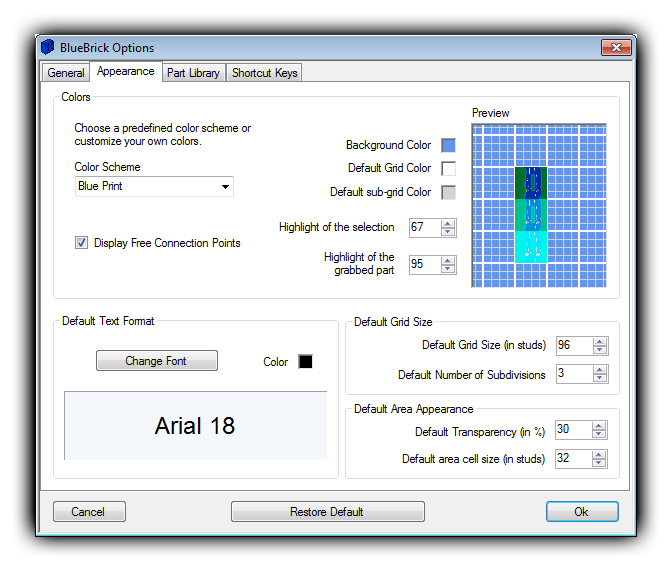 BlueBrick Options
General
Appearance
Part Library
Shortcut Keys
Colors
Choose a predefined color scheme or
customize your own colors.
Color Scheme
Blue Print
Display Free Connection Points
Background Color
Default Grid Color
Default sub-grid Color
Highlight of the selection
67
Highlight of the
grabbed part
95
Preview
Default Text Format
Change Font
Color
Arial 18
Default Grid Size
Default Grid Size (in studs)
96
Default Number of Subdivisions
3
Default Area Appearance
Default Transparency (in %)
30
Default area cell size (in studs)
32
Cancel
Restore Default
Ok